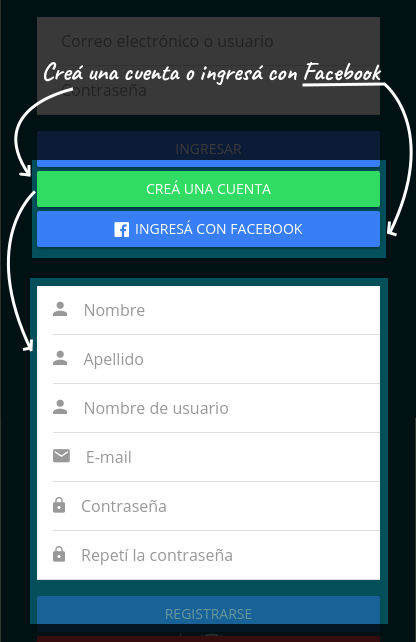 Correo electrónico o usuario
Creá una cuenta o ingresá con Facebook
Contraseña
INGRESAR
CREÁ UNA CUENTA
INGRESÁ CON FACEBOOK
Nombre
Apellido
Nombre de usuario
E-mail
Contraseña
Repetí la contraseña
REGISTRARSE